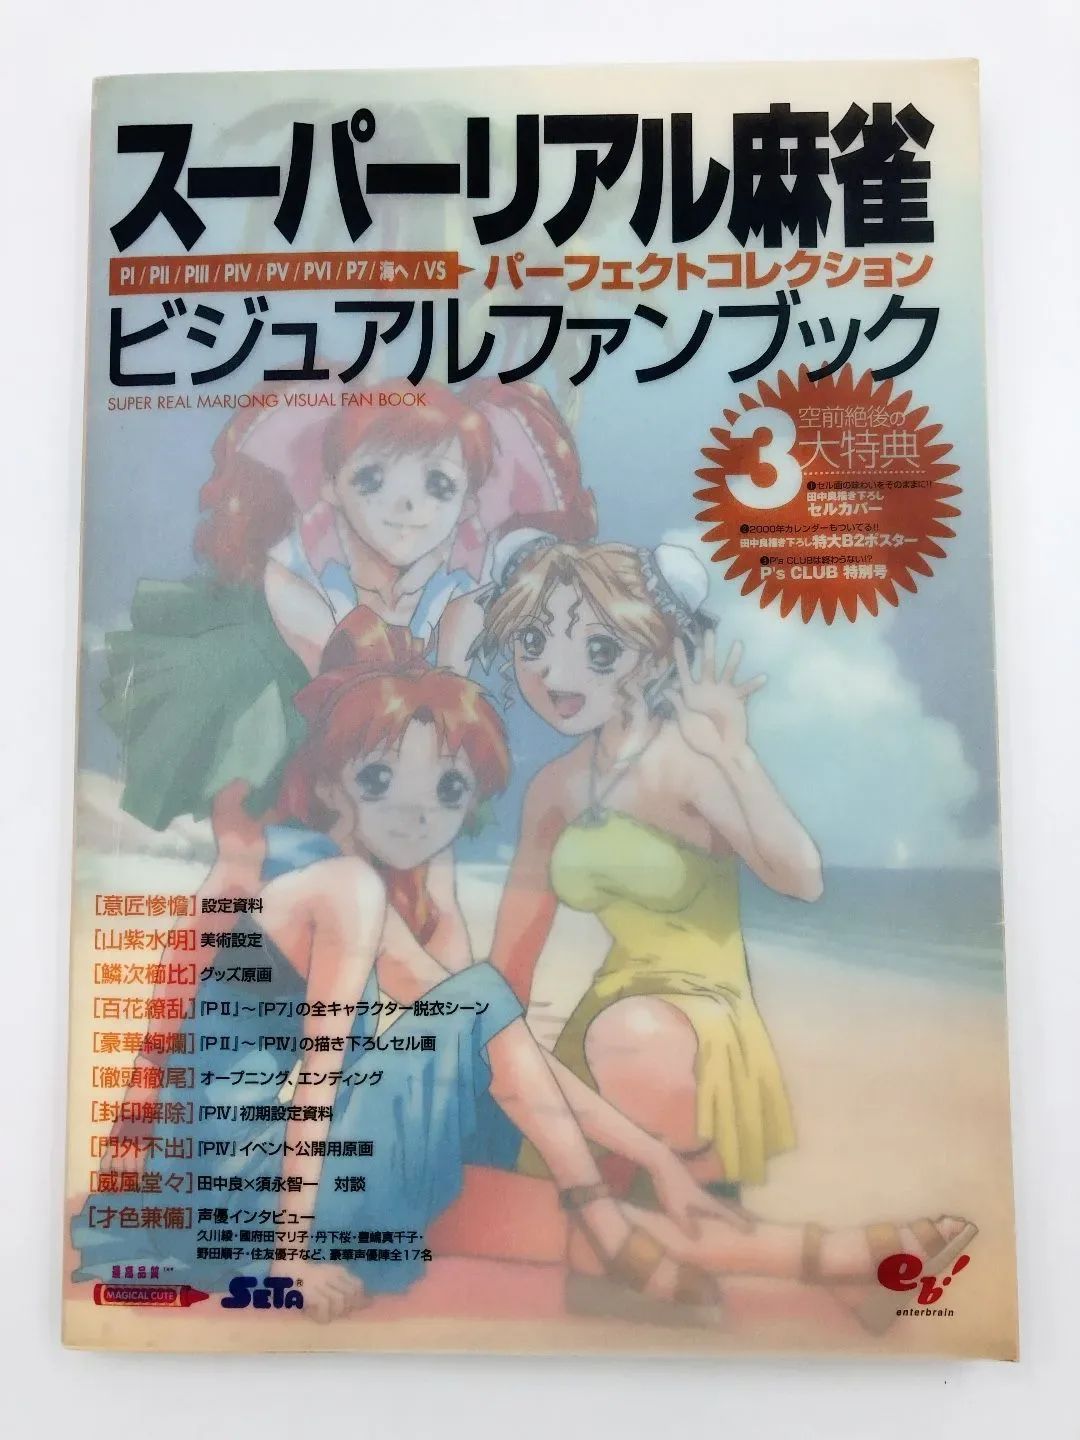 スーパーリアル麻雀
PI / PII / PIII / PIV / PV / PVI / P7 / 海へ / VS
パーフェクトコレクション
ビジュアルファンブック
SUPER REAL MARJONG VISUAL FAN BOOK
空前絶後の
3大特典
❶セル画の味わいをそのままに!!
田中良描き下ろし
セルカバー
❷2000年カレンダーもついてる!!
田中良描き下ろし特大B2ポスター
❸P's CLUBは終わらない!?
P's CLUB 特別号
[意匠惨憺] 設定資料
[山紫水明] 美術設定
[鱗次櫛比] グッズ原画
[百花繚乱] 『PⅡ』～『P7』の全キャラクター脱衣シーン
[豪華絢爛] 『PⅡ』～『PⅣ』の描き下ろしセル画
[徹頭徹尾] オープニング、エンディング
[封印解除] 『PⅣ』初期設定資料
[門外不出] 『PⅣ』イベント公開用原画
[威風堂々] 田中良×須永智一 対談
[才色兼備] 声優インタビュー
久川綾・國府田マリ子・丹下桜・豊嶋真千子・
野田順子・住友優子など、豪華声優陣全17名
最高品質™
MAGICAL CUTE
SETA®
eb!
enterbrain